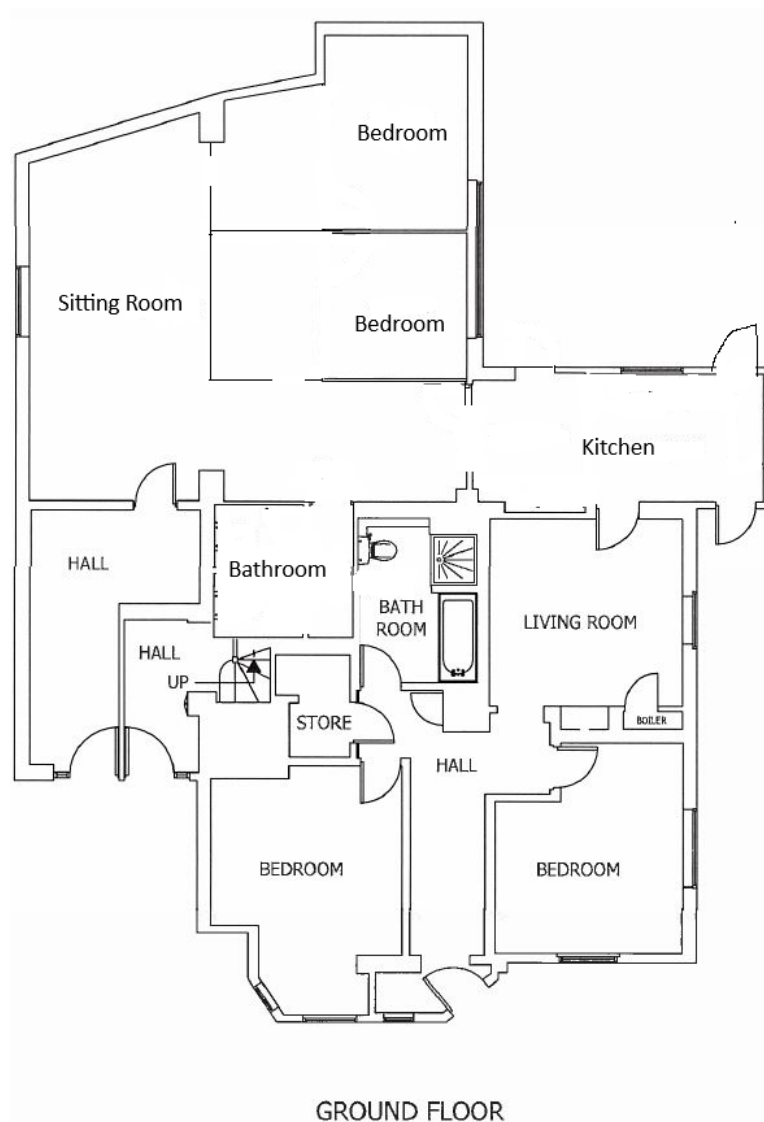 Bedroom
Sitting Room
Bedroom
Kitchen
HALL
Bathroom
BATH
ROOM
LIVING ROOM
HALL
UP
STORE
BOILER
HALL
BEDROOM
BEDROOM
GROUND FLOOR